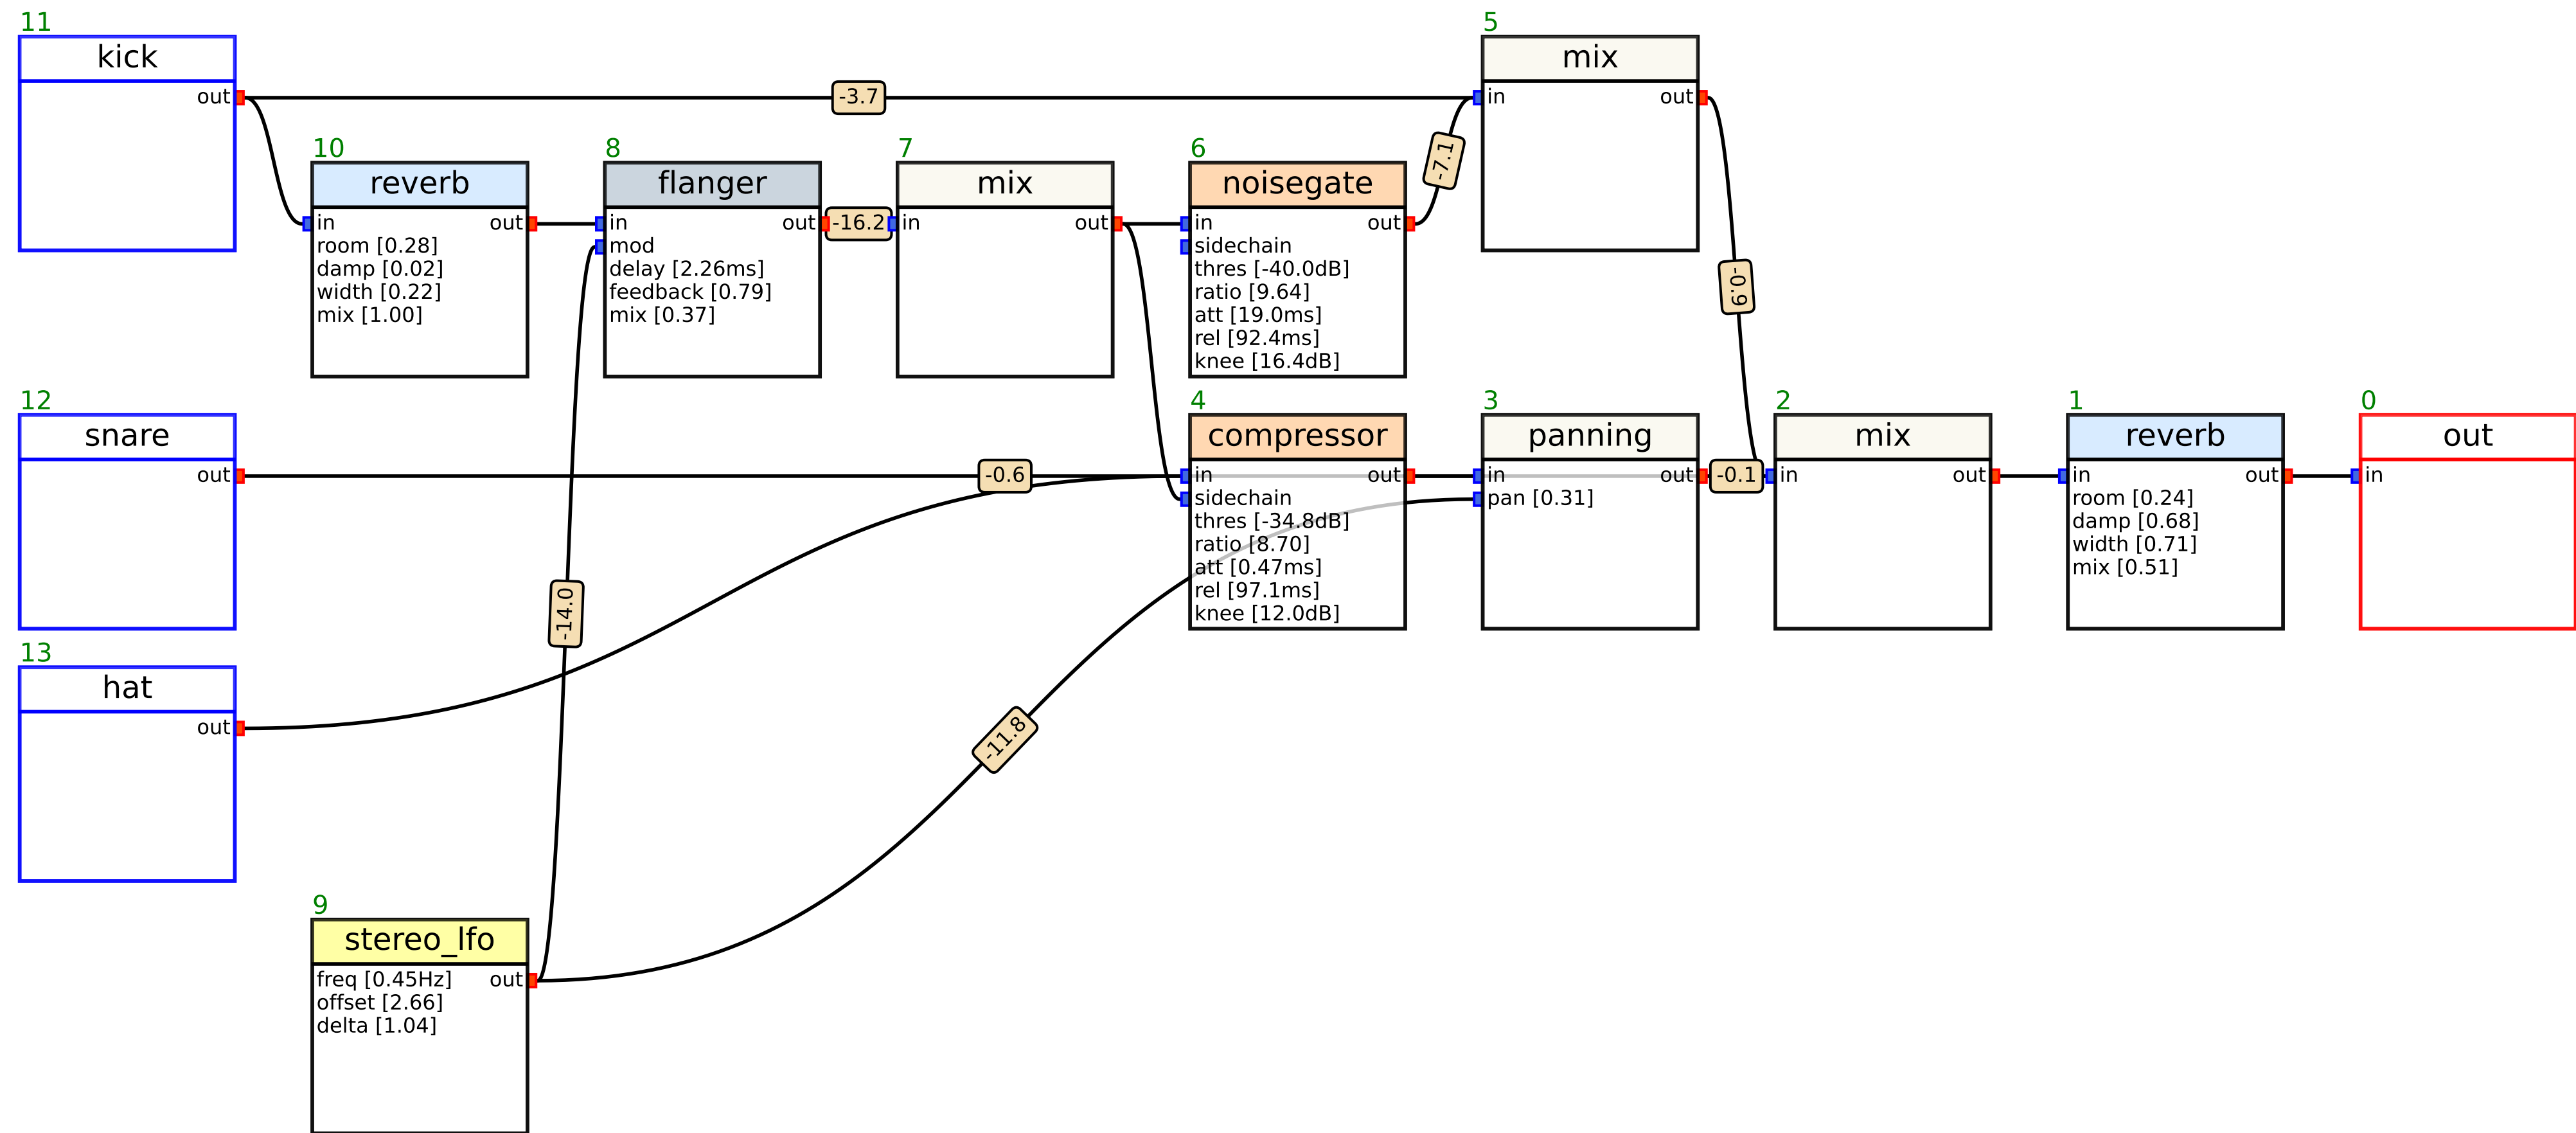 11
kick
out
-3.7
5
mix
in out
-7.1
-0.9
10
reverb
in out
room [0.28]
damp [0.02]
width [0.22]
mix [1.00]
8
flanger
in out
mod
delay [2.26ms]
feedback [0.79]
mix [0.37]
-16.2
7
mix
in out
6
noisegate
in out
sidechain
thres [-40.0dB]
ratio [9.64]
att [19.0ms]
rel [92.4ms]
knee [16.4dB]
12
snare
out
-0.6
4
compressor
in out
sidechain
thres [-34.8dB]
ratio [8.70]
att [0.47ms]
rel [97.1ms]
knee [12.0dB]
3
panning
in out
pan [0.31]
-0.1
2
mix
in out
1
reverb
in out
room [0.24]
damp [0.68]
width [0.71]
mix [0.51]
0
out
in
13
hat
out
-14.0
-11.8
9
stereo_lfo
freq [0.45Hz] out
offset [2.66]
delta [1.04]